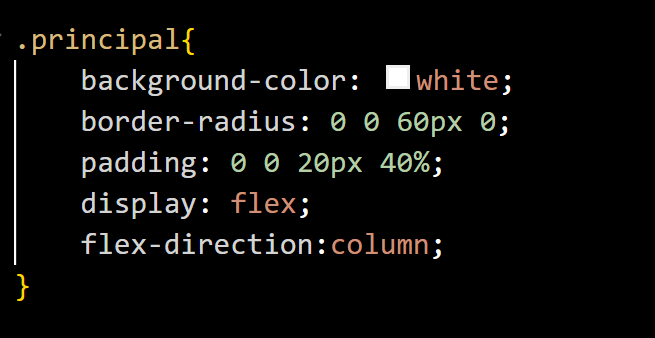 .principal{
    background-color: white;
    border-radius: 0 0 60px 0;
    padding: 0 0 20px 40%;
    display: flex;
    flex-direction:column;
}